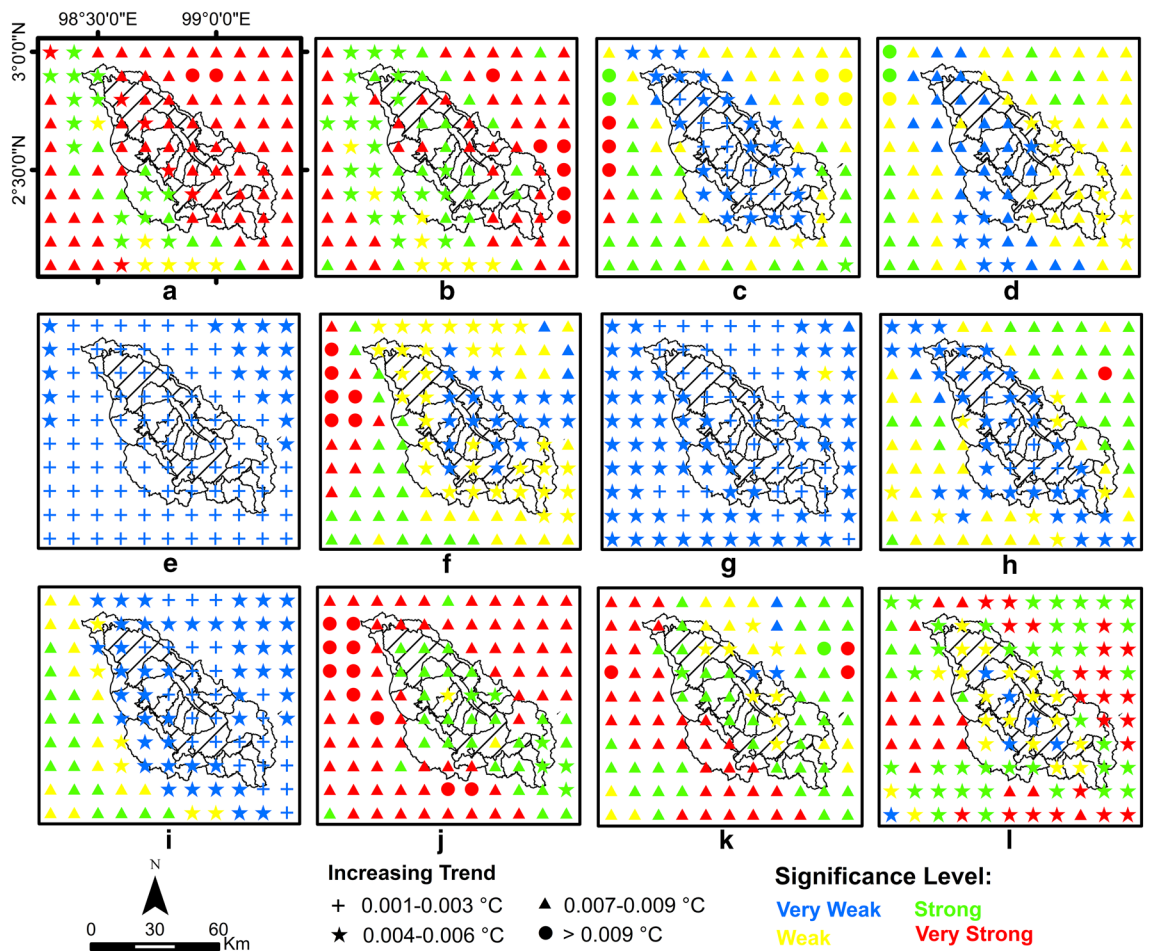 98°30'0"E 99°0'0"E
3°0'0"N
2°30'0"N
a b c d
e f g h
i j k l
N
0 30 60 Km
Increasing Trend
0.001-0.003 °C 0.007-0.009 °C
0.004-0.006 °C > 0.009 °C
Significance Level:
Very Weak Strong
Weak Very Strong